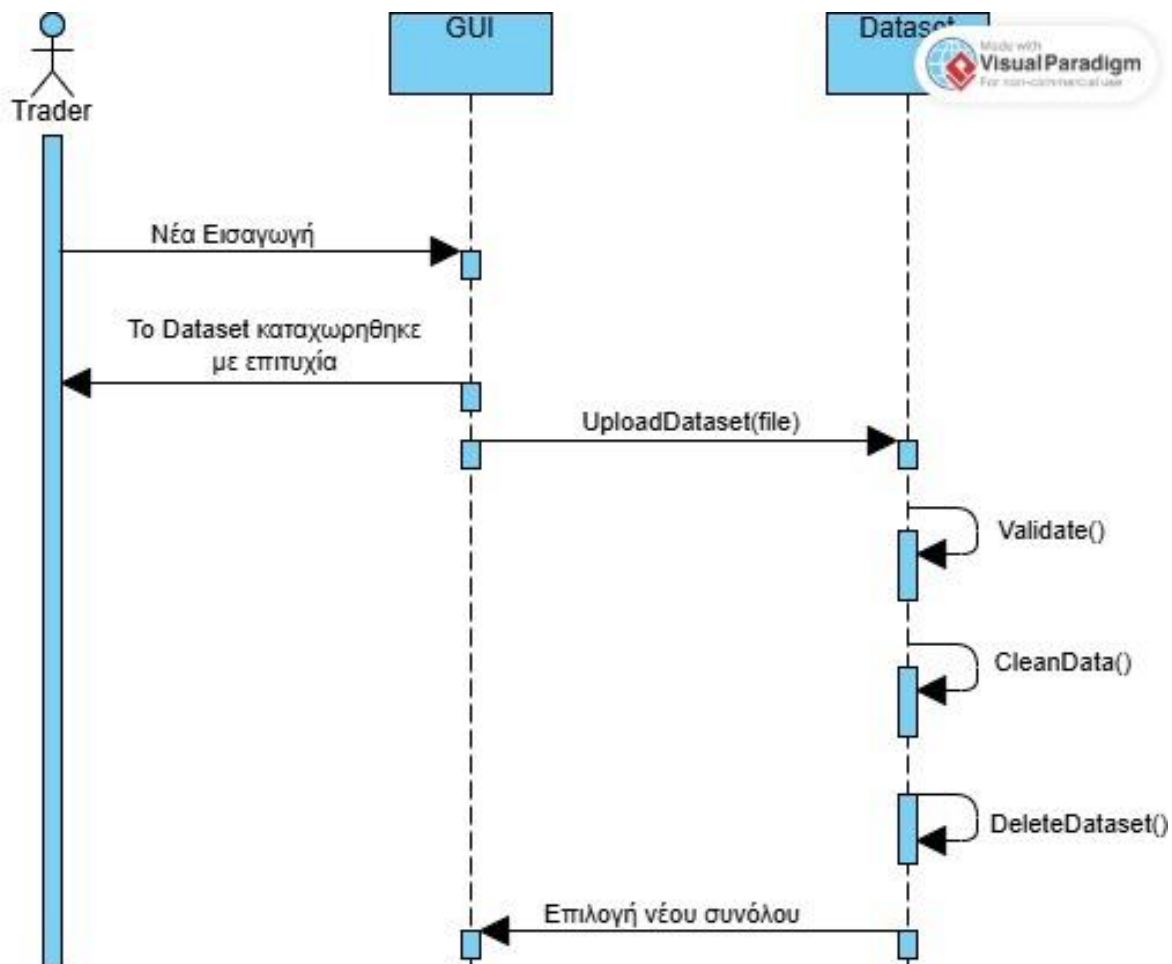 GUI
Dataset
Made with
Visual Paradigm
For non-commercial use
Trader
Νέα Εισαγωγή
Το Dataset καταχωρηθηκε
με επιτυχία
UploadDataset(file)
Validate()
CleanData()
DeleteDataset()
Επιλογή νέου συνόλου